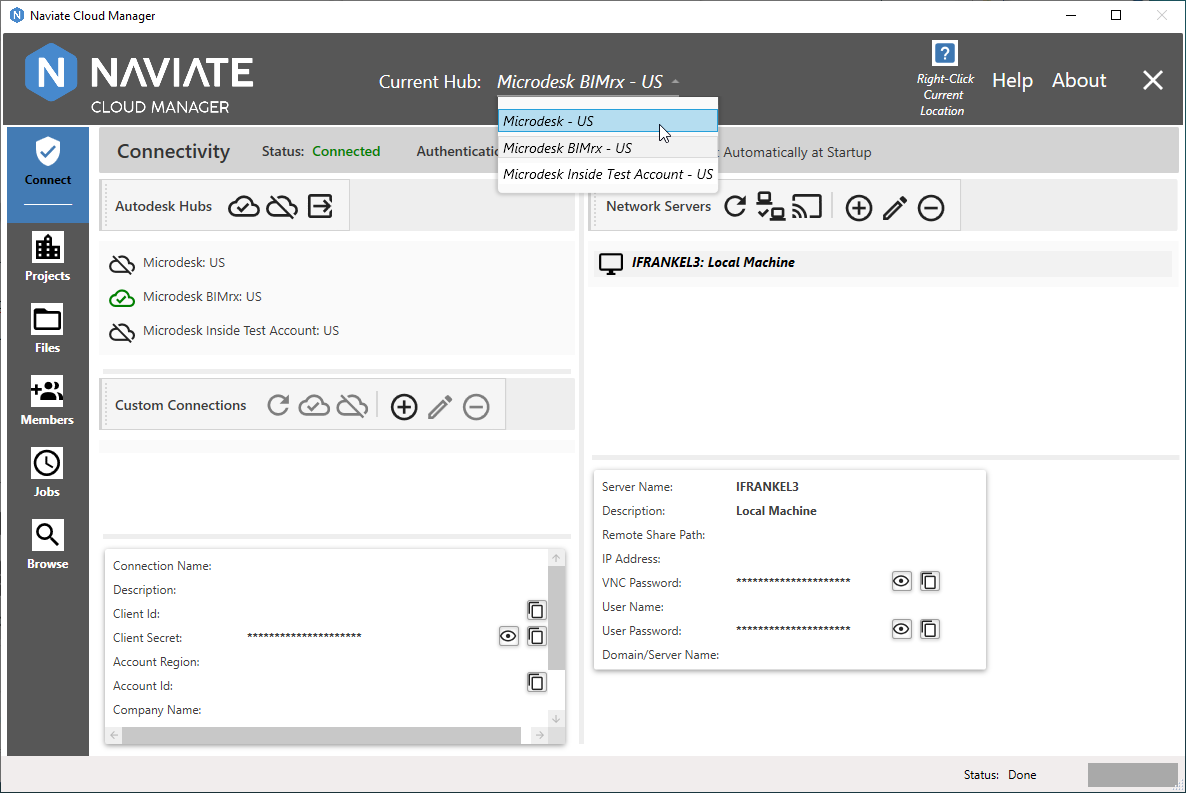 Naviate Cloud Manager
NAVIATE
CLOUD MANAGER
Current Hub: Microdesk BIMrx - US
Right-Click
Current
Location
Help
About
Microdesk - US
Microdesk BIMrx - US
Microdesk Inside Test Account - US
Connect
Projects
Files
Members
Jobs
Browse
Connectivity
Status: Connected
Automatically at Startup
Autodesk Hubs
Microdesk: US
Microdesk BIMrx: US
Microdesk Inside Test Account: US
Custom Connections
Connection Name:
Description:
Client Id:
Client Secret: *********************
Account Region:
Account Id:
Company Name:
Network Servers
IFRANKEL3: Local Machine
Server Name: IFRANKEL3
Description: Local Machine
Remote Share Path:
IP Address:
VNC Password: *********************
User Name:
User Password: *********************
Domain/Server Name:
Status: Done